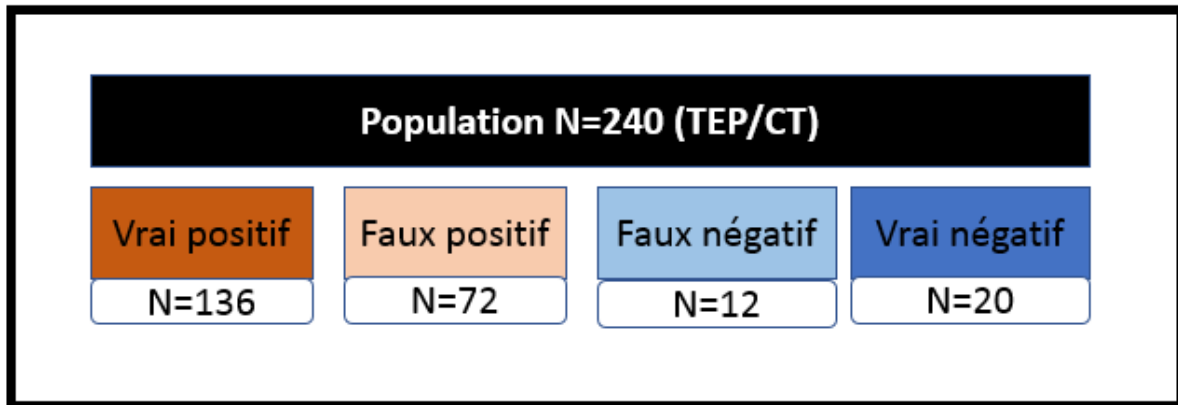 Population N=240 (TEP/CT)
Vrai positif
Faux positif
Faux négatif
Vrai négatif
N=136
N=72
N=12
N=20